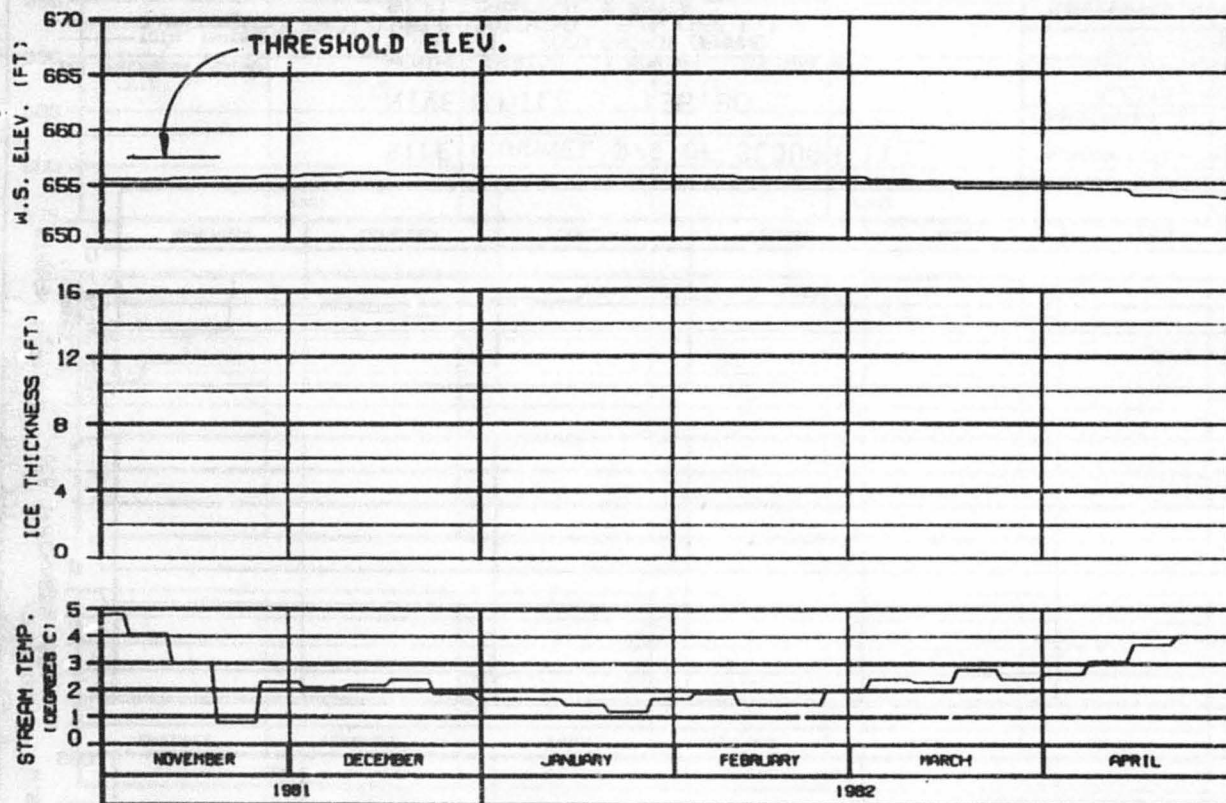 THRESHOLD ELEV.
W.S. ELEV. (FT)
670
665
660
655
650
ICE THICKNESS (FT)
16
12
8
4
0
STREAM TEMP.
(DEGREES C)
5
4
3
2
1
0
NOVEMBER DECEMBER JANUARY FEBRUARY MARCH APRIL
1981 1982